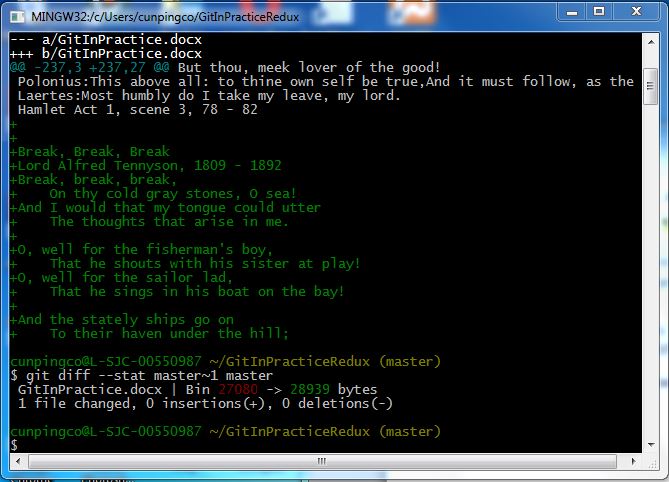 MINGW32:/c/Users/cunpingco/GitInPracticeRedux
--- a/GitInPractice.docx
+++ b/GitInPractice.docx
@@ -237,3 +237,27 @@ But thou, meek lover of the good!
 Polonius:This above all: to thine own self be true,And it must follow, as the
 Laertes:Most humbly do I take my leave, my lord.
 Hamlet Act 1, scene 3, 78 - 82
+
+
+Break, Break, Break
+Lord Alfred Tennyson, 1809 - 1892
+Break, break, break,
+    On thy cold gray stones, O sea!
+And I would that my tongue could utter
+    The thoughts that arise in me.
+
+O, well for the fisherman's boy,
+    That he shouts with his sister at play!
+O, well for the sailor lad,
+    That he sings in his boat on the bay!
+
+And the stately ships go on
+    To their haven under the hill;
cunpingco@L-SJC-00550987 ~/GitInPracticeRedux (master)
$ git diff --stat master~1 master
 GitInPractice.docx | Bin 27080 -> 28939 bytes
 1 file changed, 0 insertions(+), 0 deletions(-)
cunpingco@L-SJC-00550987 ~/GitInPracticeRedux (master)
$